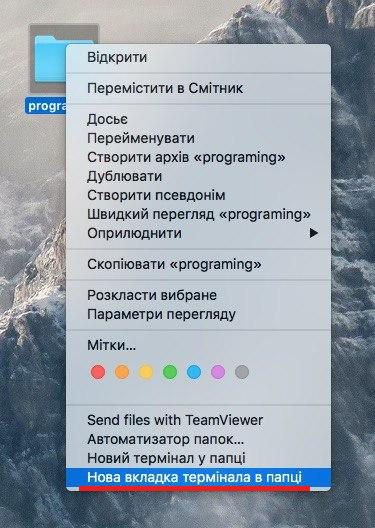 progra
Відкрити
Перемістити в Смітник
Досьє
Перейменувати
Створити архів «programing»
Дублювати
Створити псевдонім
Швидкий перегляд «programing»
Оприлюднити
Скопіювати «programing»
Розкласти вибране
Параметри перегляду
Мітки...
Send files with TeamViewer
Автоматизатор папок...
Новий термінал у папці
Нова вкладка термінала в папці